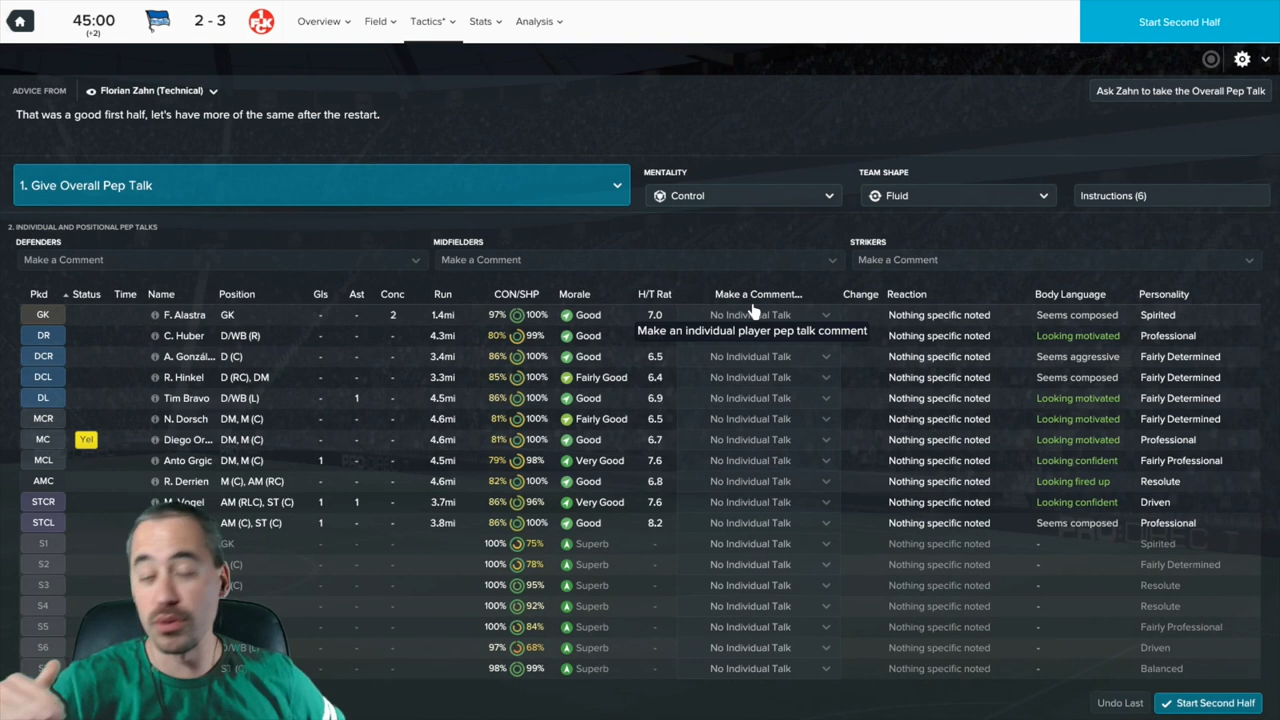 45:00
(+2)
2 - 3
1.FCK
Overview
Field
Tactics*
Stats
Analysis
Start Second Half
ADVICE FROM
Florian Zahn (Technical)
Ask Zahn to take the Overall Pep Talk
That was a good first half, let's have more of the same after the restart.
1. Give Overall Pep Talk
MENTALITY
Control
TEAM SHAPE
Fluid
Instructions (6)
2. INDIVIDUAL AND POSITIONAL PEP TALKS
DEFENDERS MIDFIELDERS STRIKERS
Make a Comment Make a Comment Make a Comment
Pkd Status Time Name Position Gls Ast Conc Run CON/SHP Morale H/T Rat Make a Comment... Change Reaction Body Language Personality
GK F. Alastra GK - - 2 1.4mi 97% 100% Good 7.0 No Individual Talk Nothing specific noted Seems composed Spirited
Make an individual player pep talk comment
DR C. Huber D/WB (R) - - - 4.3mi 80% 99% Good Nothing specific noted Looking motivated Professional
DCR A. Gonzál... D (C) - - - 3.4mi 86% 100% Good 6.5 No Individual Talk Nothing specific noted Seems aggressive Fairly Determined
DCL R. Hinkel D (RC), DM - - - 3.3mi 85% 100% Fairly Good 6.4 No Individual Talk Nothing specific noted Seems composed Fairly Determined
DL Tim Bravo D/WB (L) - 1 - 4.5mi 86% 100% Good 6.9 No Individual Talk Nothing specific noted Looking motivated Fairly Determined
MCR N. Dorsch DM, M (C) - - - 4.6mi 81% 100% Fairly Good 6.5 No Individual Talk Nothing specific noted Looking motivated Fairly Determined
MC Yel Diego Or... DM, M (C) - - - 4.6mi 81% 100% Good 6.7 No Individual Talk Nothing specific noted Looking motivated Professional
MCL Anto Grgic DM, M (C) 1 - - 4.5mi 79% 98% Very Good 7.6 No Individual Talk Nothing specific noted Looking confident Fairly Professional
AMC R. Derrien M (C), AM (RC) - - - 4.6mi 82% 100% Good 6.8 No Individual Talk Nothing specific noted Looking fired up Resolute
STCR M. Vogel AM (RLC), ST (C) 1 1 - 3.7mi 86% 96% Very Good 7.6 No Individual Talk Nothing specific noted Looking confident Driven
STCL AM (C), ST (C) 1 - - 3.8mi 86% 100% Good 8.2 No Individual Talk Nothing specific noted Seems composed Professional
S1 GK - - - 100% 75% Superb - No Individual Talk Nothing specific noted - Spirited
S2 (C) - - - 100% 78% Superb - No Individual Talk Nothing specific noted - Fairly Determined
S3 (C) - - - 100% 95% Superb - No Individual Talk Nothing specific noted - Resolute
S4 - - - 100% 92% Superb - No Individual Talk Nothing specific noted - Resolute
S5 - - - 100% 84% Superb - No Individual Talk Nothing specific noted - Fairly Professional
S6 D/WB (L) - - - 97% 68% Superb - No Individual Talk Nothing specific noted - Driven
ST (C) - - - 98% 99% Superb - No Individual Talk Nothing specific noted - Balanced
Undo Last
Start Second Half